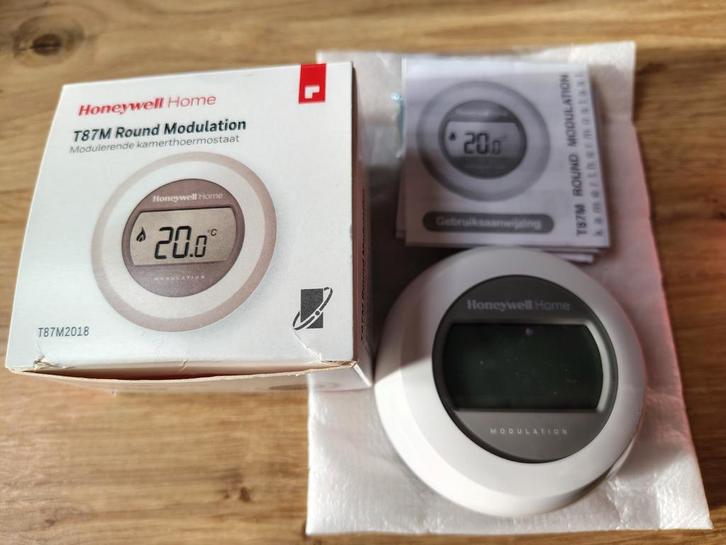 Honeywell Home
T87M Round Modulation
Modulerende kamerthoermostaat
Honeywell Home
20.0 °C
MODULATION
T87M2018
20.0 °C
Gebruiksaanwijzing
T87M ROUND MODULATION
kamerthermostaat
Honeywell Home
MODULATION